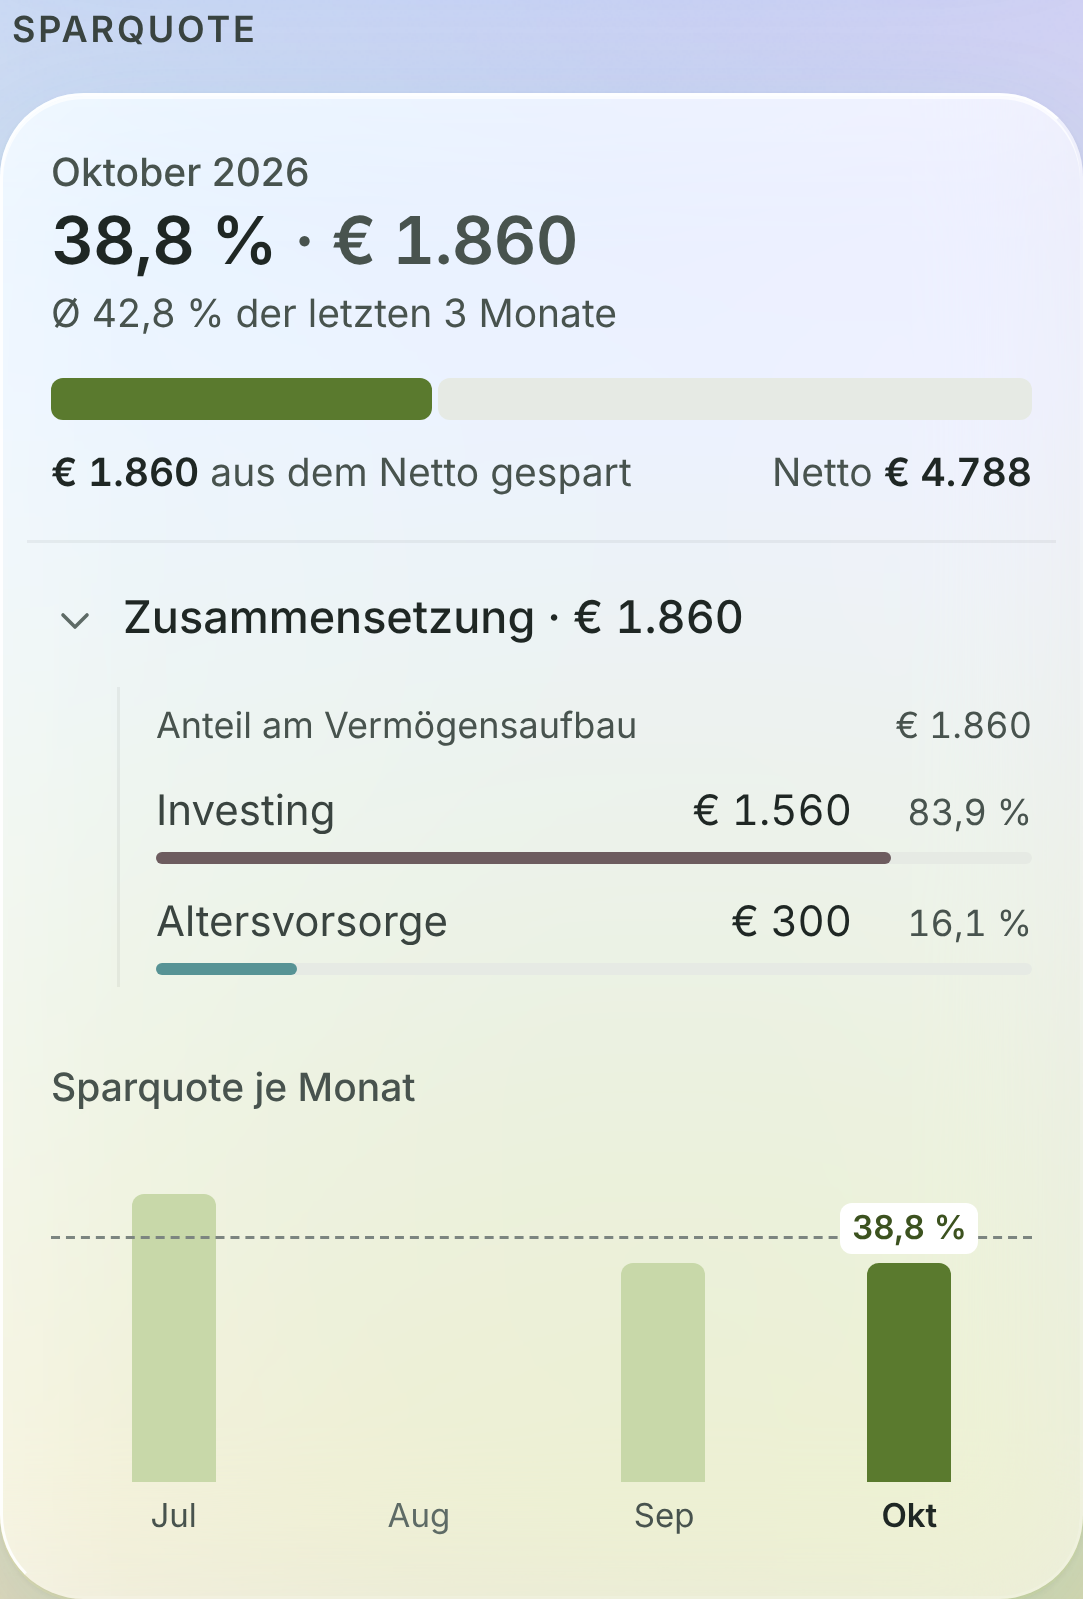 SPARQUOTE
Oktober 2026
38,8 % · € 1.860
Ø 42,8 % der letzten 3 Monate
€ 1.860 aus dem Netto gespart Netto € 4.788
Zusammensetzung · € 1.860
Anteil am Vermögensaufbau € 1.860
Investing € 1.560 83,9 %
Altersvorsorge € 300 16,1 %
Sparquote je Monat
38,8 %
Jul Aug Sep Okt